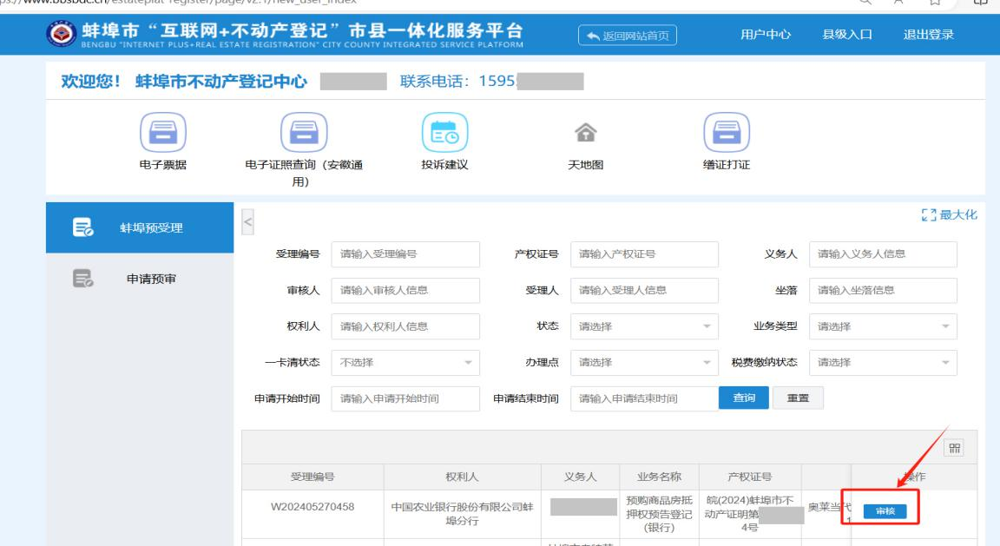 www.bbsbdc.cn/estateplat-register/page/v2.1/new_user_index
蚌埠市“互联网+不动产登记”市县一体化服务平台
BENGBU "INTERNET PLUS+REAL ESTATE REGISTRATION" CITY COUNTY INTEGRATED SERVICE PLATFORM
返回网站首页
用户中心 县级入口 退出登录
欢迎您! 蚌埠市不动产登记中心 联系电话: 1595
电子票据
电子证照查询(安徽通
用)
投诉建议
天地图
缮证打证
蚌埠预受理
申请预审
<
最大化
受理编号 请输入受理编号 产权证号 请输入产权证号 义务人 请输入义务人信息
审核人 请输入审核人信息 受理人 请输入受理人信息 坐落 请输入坐落信息
权利人 请输入权利人信息 状态 请选择 业务类型 请选择
一卡清状态 不选择 办理点 请选择 税费缴纳状态 请选择
申请开始时间 请输入申请开始时间 申请结束时间 请输入申请结束时间 查询 重置
受理编号 权利人 义务人 业务名称 产权证号 操作
W202405270458
中国农业银行股份有限公司蚌
埠分行
预购商品房抵
押权预告登记
(银行)
皖(2024)蚌埠市不
动产证明第
4号
奥莱当代
1
审核